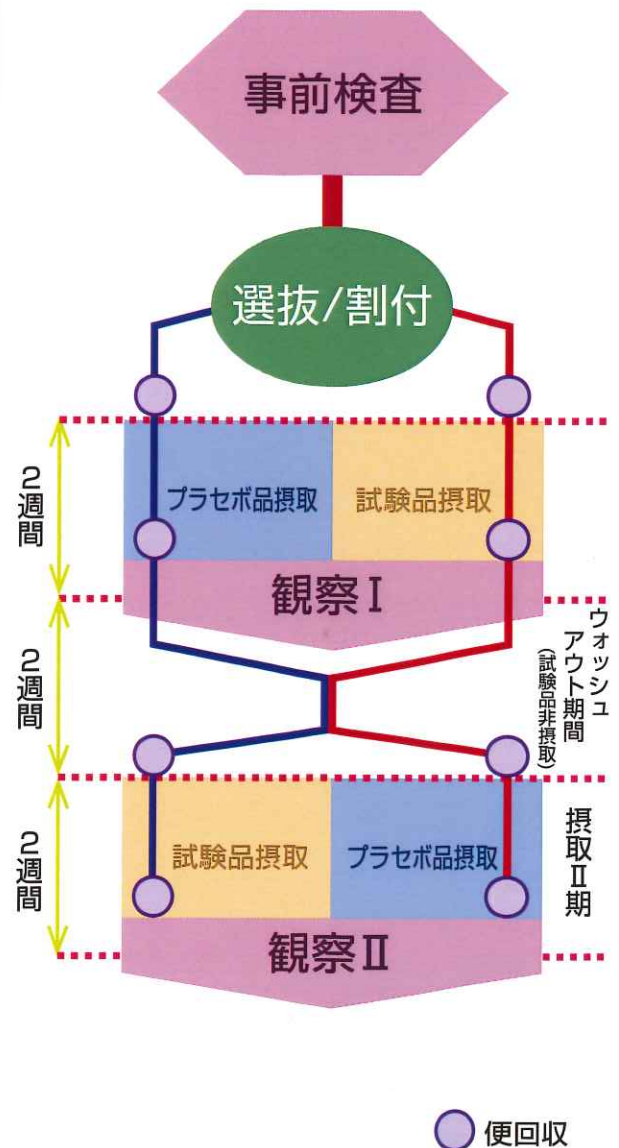 事前検査
選抜/割付
2週間
プラセボ品摂取
試験品摂取
観察Ⅰ
2週間
ウォッシュ
アウト期間
(試験品非摂取)
2週間
試験品摂取
プラセボ品摂取
摂取Ⅱ期
観察Ⅱ
便回収